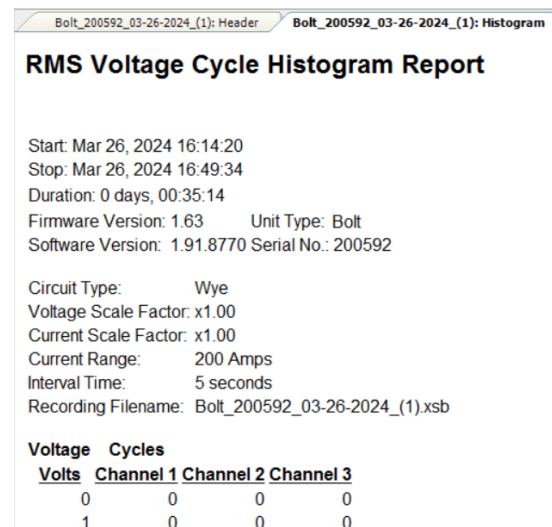 Bolt_200592_03-26-2024_(1): Header Bolt_200592_03-26-2024_(1): Histogram
RMS Voltage Cycle Histogram Report
Start: Mar 26, 2024 16:14:20
Stop: Mar 26, 2024 16:49:34
Duration: 0 days, 00:35:14
Firmware Version: 1.63 Unit Type: Bolt
Software Version: 1.91.8770 Serial No.: 200592
Circuit Type: Wye
Voltage Scale Factor: x1.00
Current Scale Factor: x1.00
Current Range: 200 Amps
Interval Time: 5 seconds
Recording Filename: Bolt_200592_03-26-2024_(1).xsb
Voltage Cycles
Volts Channel 1 Channel 2 Channel 3
0 0 0 0
1 0 0 0